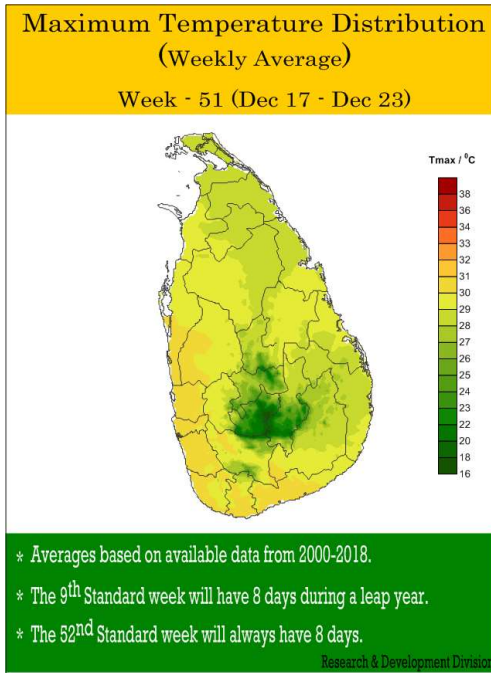 Maximum Temperature Distribution
(Weekly Average)
Week - 51 (Dec 17 - Dec 23)
Tmax / ⁰C
38
36
34
33
32
31
30
29
28
27
26
25
24
23
22
20
18
16
* Averages based on available data from 2000-2018.
* The 9th Standard week will have 8 days during a leap year.
* The 52nd Standard week will always have 8 days.
Research & Development Division